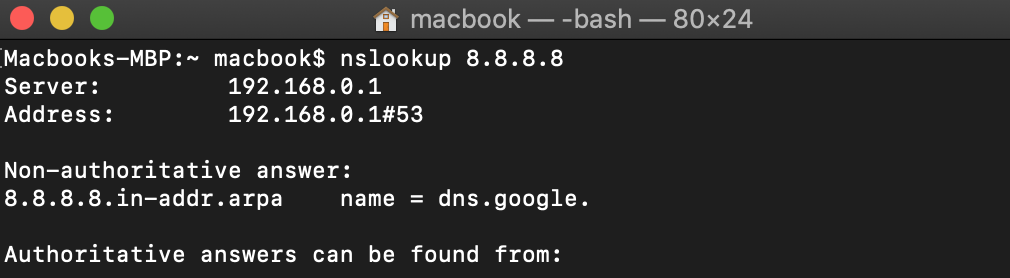 macbook — -bash — 80×24
Macbooks-MBP:~ macbook$ nslookup 8.8.8.8
Server:         192.168.0.1
Address:        192.168.0.1#53
Non-authoritative answer:
8.8.8.8.in-addr.arpa    name = dns.google.
Authoritative answers can be found from: